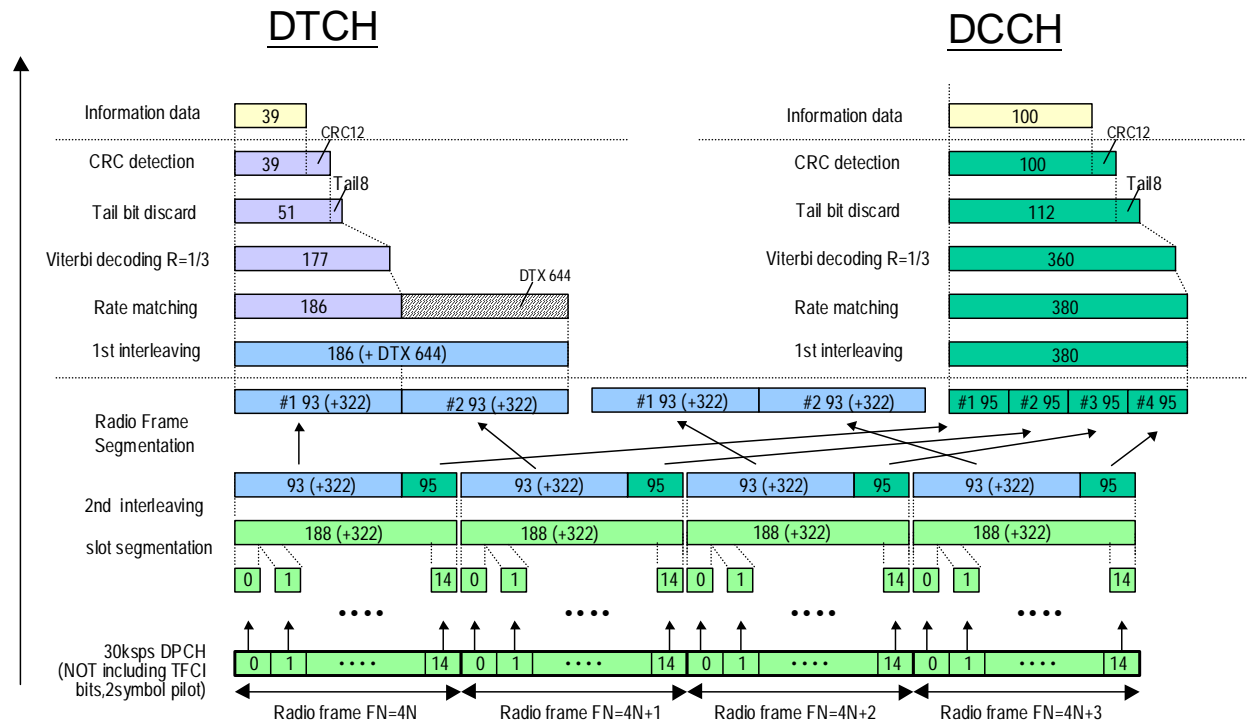 DTCH
DCCH
Information data
39
Information data
100
CRC12
CRC12
CRC detection
39
CRC detection
100
Tail8
Tail8
Tail bit discard
51
Tail bit discard
112
Viterbi decoding R=1/3
177
Viterbi decoding R=1/3
360
DTX 644
Rate matching
186
Rate matching
380
1st interleaving
186 (+ DTX 644)
1st interleaving
380
#1 93 (+322)
#2 93 (+322)
#1 93 (+322)
#2 93 (+322)
#1 95
#2 95
#3 95
#4 95
Radio Frame
Segmentation
93 (+322)
95
93 (+322)
95
93 (+322)
95
93 (+322)
95
2nd interleaving
188 (+322)
188 (+322)
188 (+322)
188 (+322)
slot segmentation
0
1
14
0
1
14
0
1
14
0
1
14
• • • •
• • • •
• • • •
• • • •
30ksps DPCH
(NOT including TFCI
bits,2symbol pilot)
0
1
• • • •
14
0
1
• • • •
14
0
1
• • • •
14
0
1
• • • •
14
Radio frame FN=4N
Radio frame FN=4N+1
Radio frame FN=4N+2
Radio frame FN=4N+3